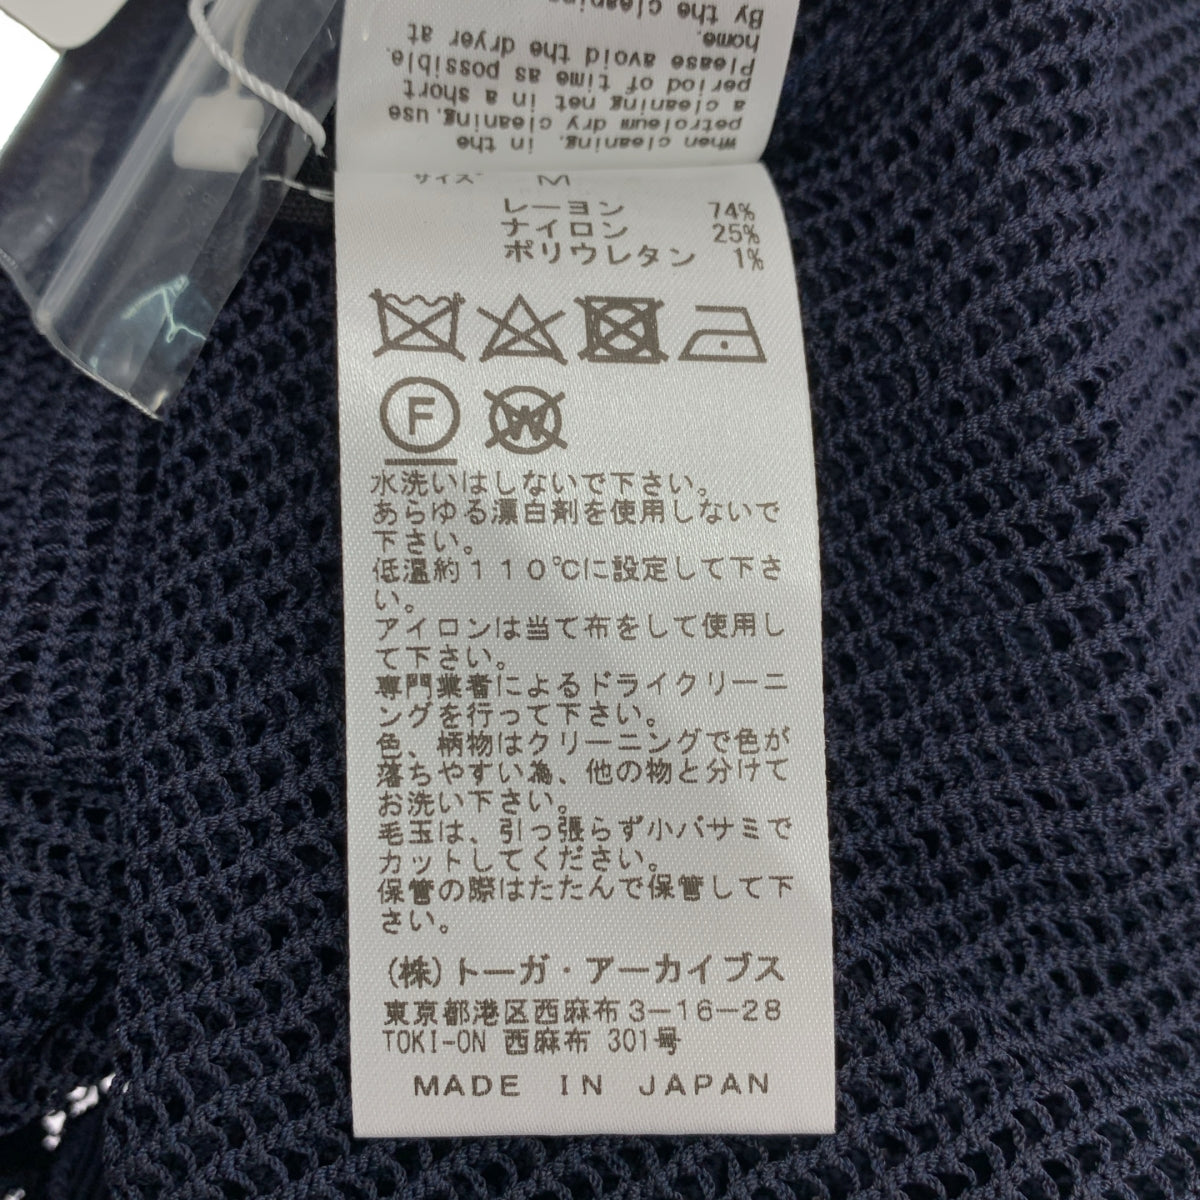 By the cleaning
home.
Please avoid the dryer at
period of time as possible.
a cleaning net in a short
petroleum dry cleaning, use
when cleaning, in the
サイズ M
レーヨン 74%
ナイロン 25%
ポリウレタン 1%
F
W
水洗いはしないで下さい。
あらゆる漂白剤を使用しないで
下さい。
低温約110℃に設定して下さ
い。
アイロンは当て布をして使用し
て下さい。
専門業者によるドライクリーニ
ングを行って下さい。
色、柄物はクリーニングで色が
落ちやすい為、他の物と分けて
お洗い下さい。
毛玉は、引っ張らず小バサミで
カットしてください。
保管の際はたたんで保管して下
さい。
(株)トーガ・アーカイブス
東京都港区西麻布3-16-28
TOKI-ON 西麻布 301号
MADE IN JAPAN